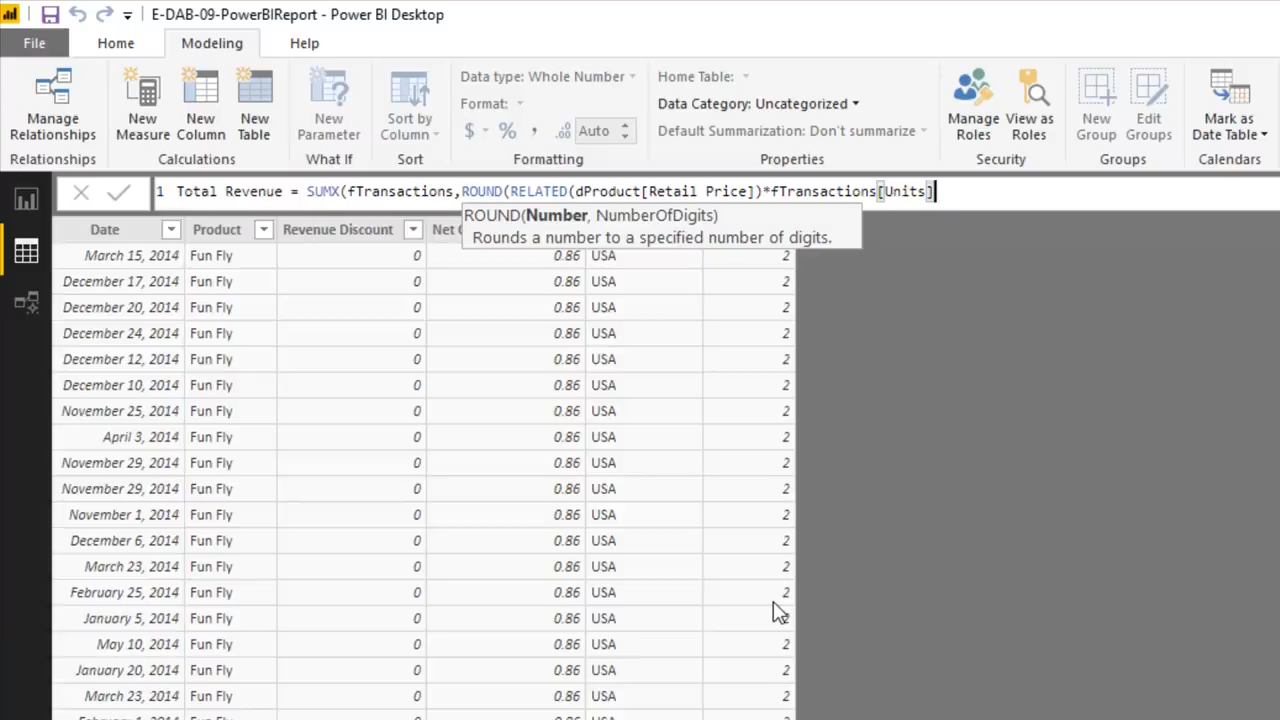 E-DAB-09-PowerBIReport - Power BI Desktop
File Home Modeling Help
Manage Relationships
New Measure
New Column
New Table
New Parameter
Sort by Column
Data type: Whole Number
Format:
$ % , .00 Auto
Home Table:
Data Category: Uncategorized
Default Summarization: Don't summarize
Manage Roles
View as Roles
New Group
Edit Groups
Mark as Date Table
Relationships Calculations What If Sort Formatting Properties Security Groups Calendars
1 Total Revenue = SUMX(fTransactions,ROUND(RELATED(dProduct[Retail Price])*fTransactions[Units]
ROUND(Number, NumberOfDigits)
Rounds a number to a specified number of digits.
Date Product Revenue Discount Net
March 15, 2014 Fun Fly 0 0.86 USA 2
December 17, 2014 Fun Fly 0 0.86 USA 2
December 20, 2014 Fun Fly 0 0.86 USA 2
December 24, 2014 Fun Fly 0 0.86 USA 2
December 12, 2014 Fun Fly 0 0.86 USA 2
December 10, 2014 Fun Fly 0 0.86 USA 2
November 25, 2014 Fun Fly 0 0.86 USA 2
April 3, 2014 Fun Fly 0 0.86 USA 2
November 29, 2014 Fun Fly 0 0.86 USA 2
November 29, 2014 Fun Fly 0 0.86 USA 2
November 1, 2014 Fun Fly 0 0.86 USA 2
December 6, 2014 Fun Fly 0 0.86 USA 2
March 23, 2014 Fun Fly 0 0.86 USA 2
February 25, 2014 Fun Fly 0 0.86 USA 2
January 5, 2014 Fun Fly 0 0.86 USA 2
May 10, 2014 Fun Fly 0 0.86 USA 2
January 20, 2014 Fun Fly 0 0.86 USA 2
March 23, 2014 Fun Fly 0 0.86 USA 2